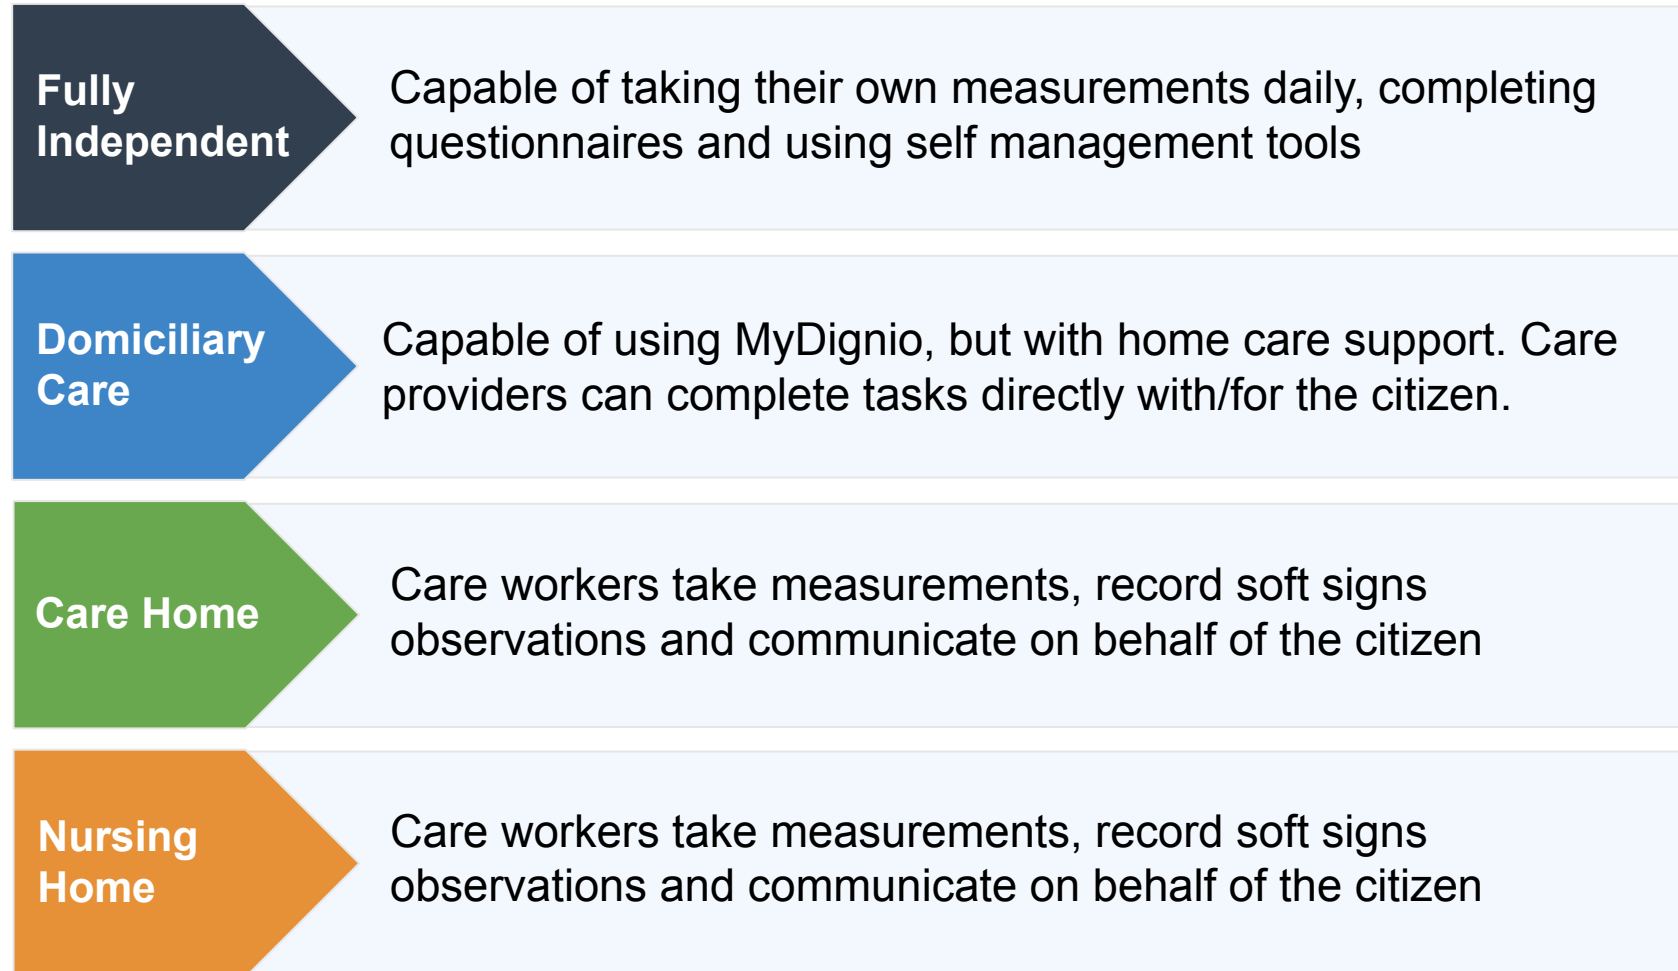 Fully
Independent
Capable of taking their own measurements daily, completing
questionnaires and using self management tools
Domiciliary
Care
Capable of using MyDignio, but with home care support. Care
providers can complete tasks directly with/for the citizen.
Care Home
Care workers take measurements, record soft signs
observations and communicate on behalf of the citizen
Nursing
Home
Care workers take measurements, record soft signs
observations and communicate on behalf of the citizen